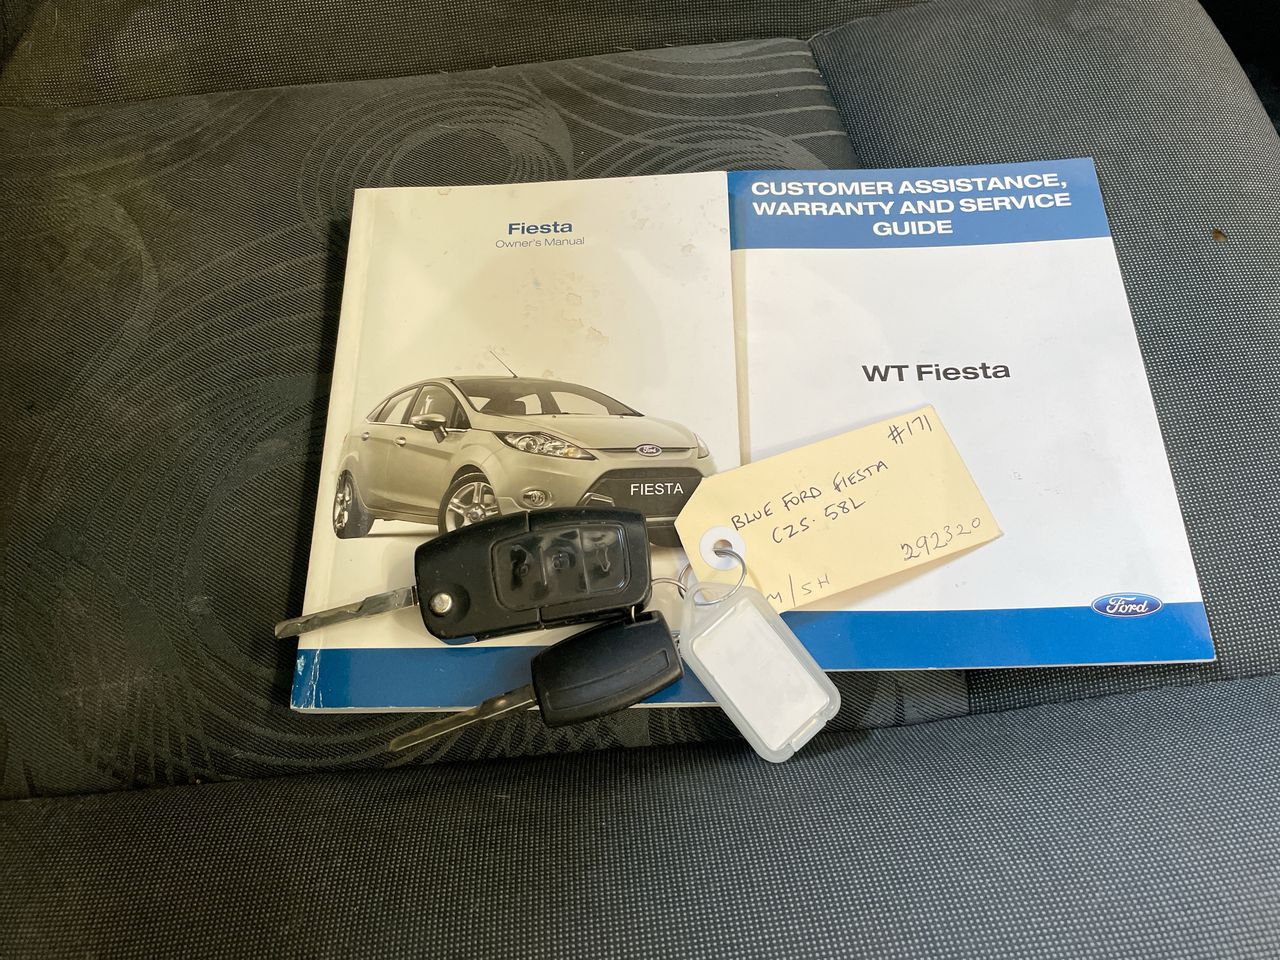 Fiesta
Owner's Manual
FIESTA
CUSTOMER ASSISTANCE,
WARRANTY AND SERVICE
GUIDE
WT Fiesta
#171
BLUE FORD FIESTA
CZS·58L
292320
M/SH
Ford